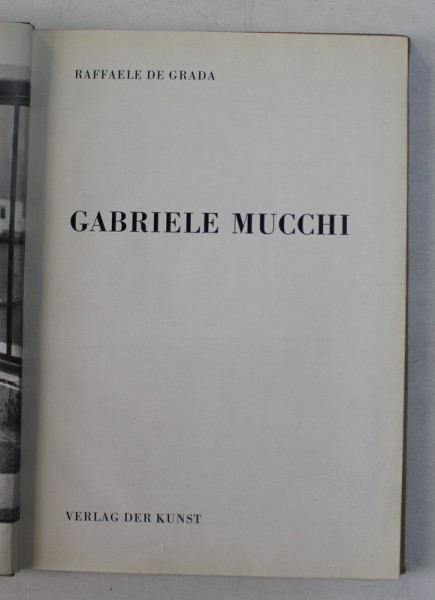 RAFFAELE DE GRADA
GABRIELE MUCCHI
VERLAG DER KUNST